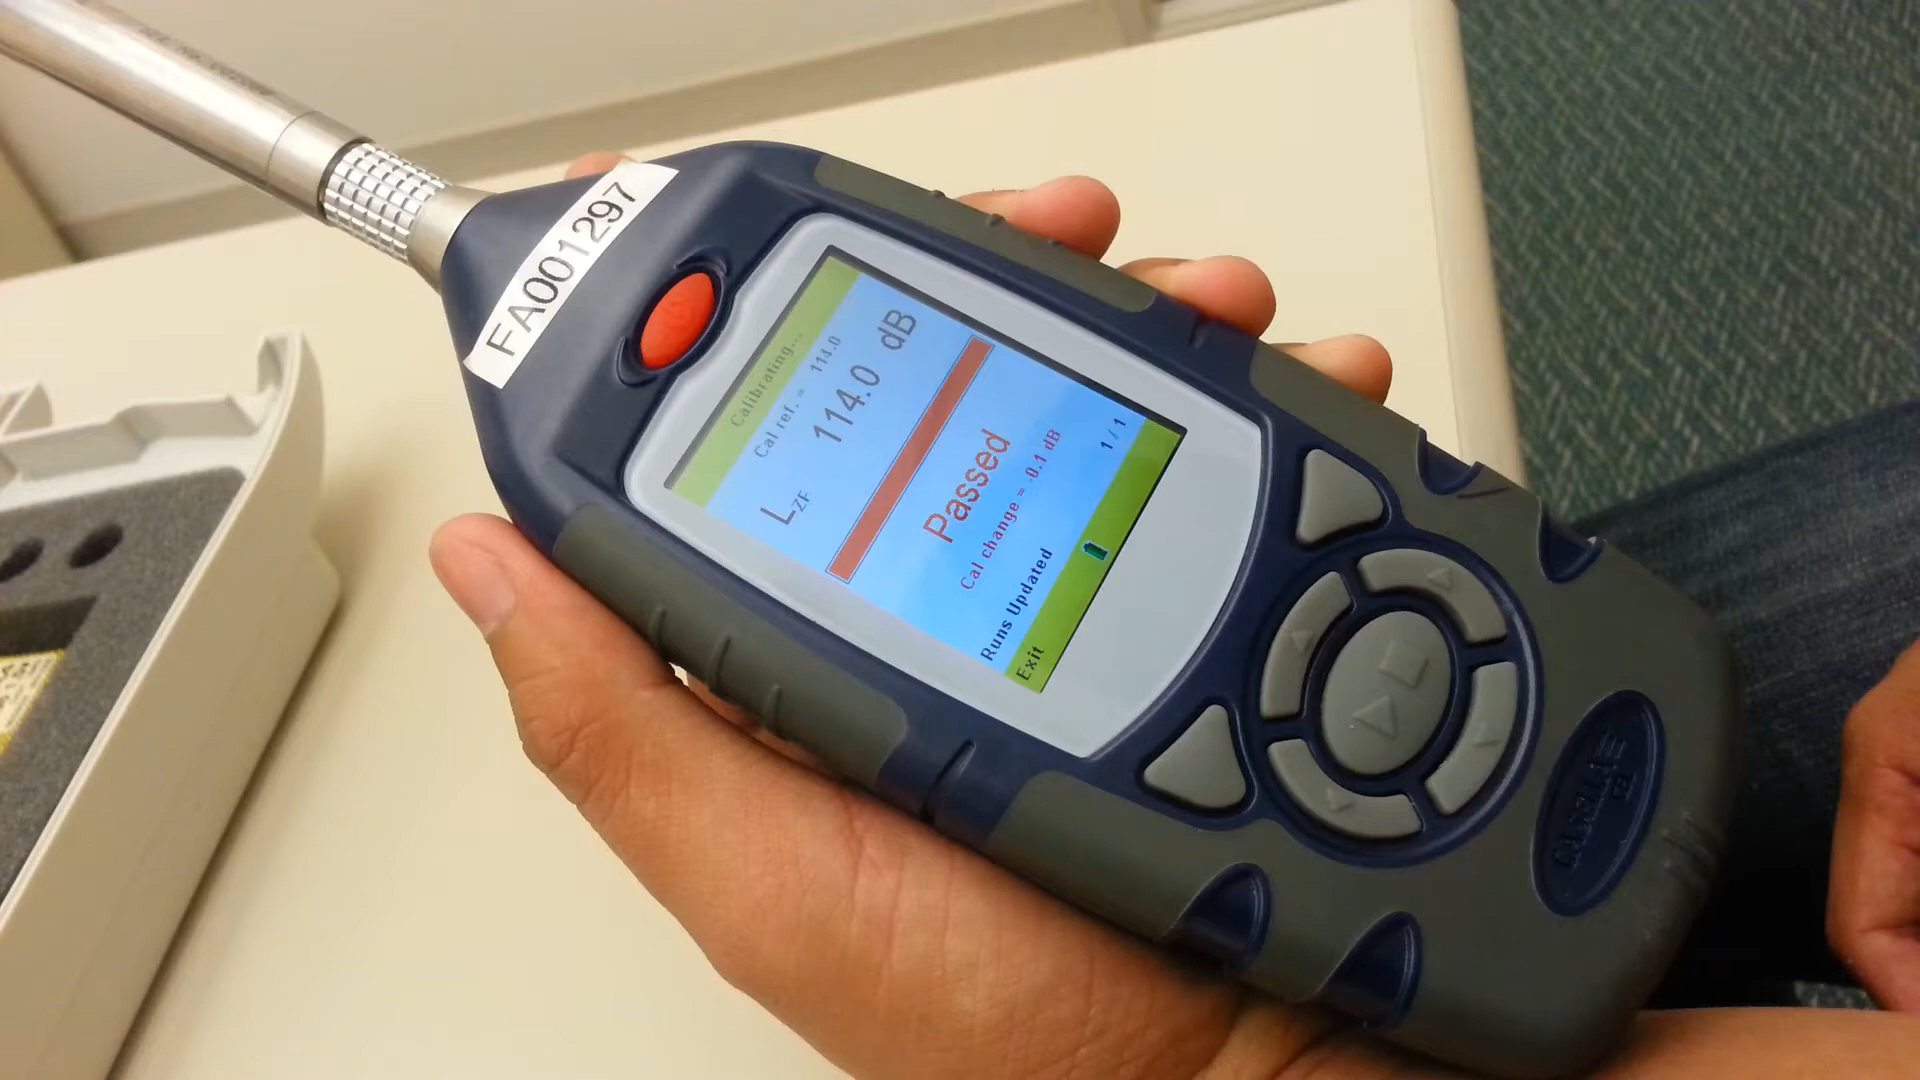 FA001297
Calibrating...
Cal ref. = 114.0
LZF 114.0 dB
Passed
Cal change = .0.1 dB
Runs Updated 1/1
Exit